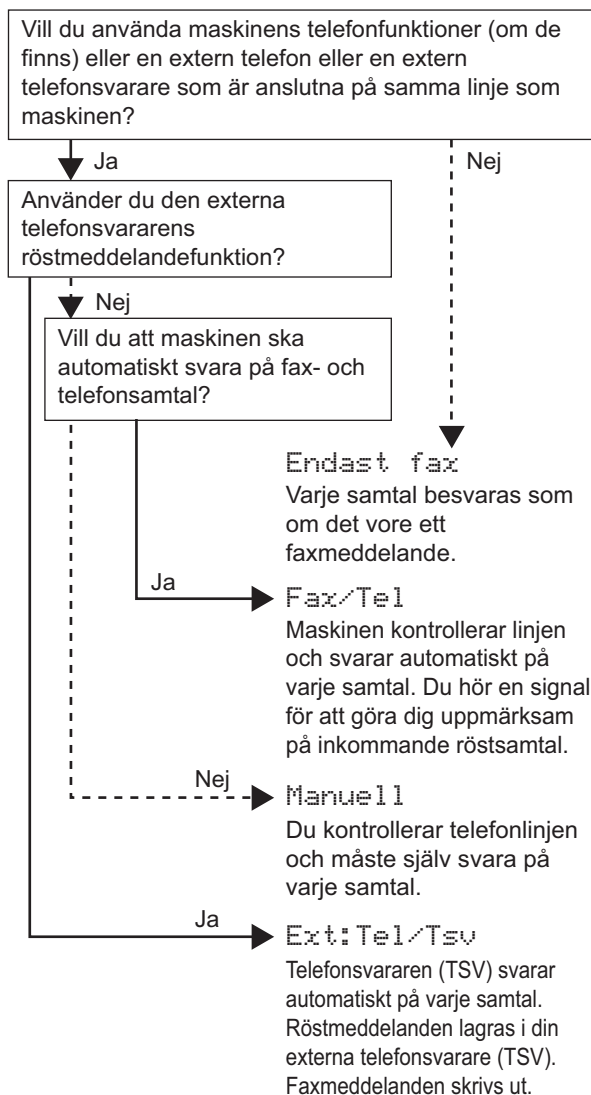 Vill du använda maskinens telefonfunktioner (om de
finns) eller en extern telefon eller en extern
telefonsvarare som är anslutna på samma linje som
maskinen?
Ja
Nej
Använder du den externa
telefonsvararens
röstmeddelandefunktion?
Nej
Vill du att maskinen ska
automatiskt svara på fax- och
telefonsamtal?
Endast fax
Varje samtal besvaras som
om det vore ett
faxmeddelande.
Ja
Fax/Tel
Maskinen kontrollerar linjen
och svarar automatiskt på
varje samtal. Du hör en signal
för att göra dig uppmärksam
på inkommande röstsamtal.
Nej
Manuell
Du kontrollerar telefonlinjen
och måste själv svara på
varje samtal.
Ja
Ext:Tel/Tsv
Telefonsvararen (TSV) svarar
automatiskt på varje samtal.
Röstmeddelanden lagras i din
externa telefonsvarare (TSV).
Faxmeddelanden skrivs ut.